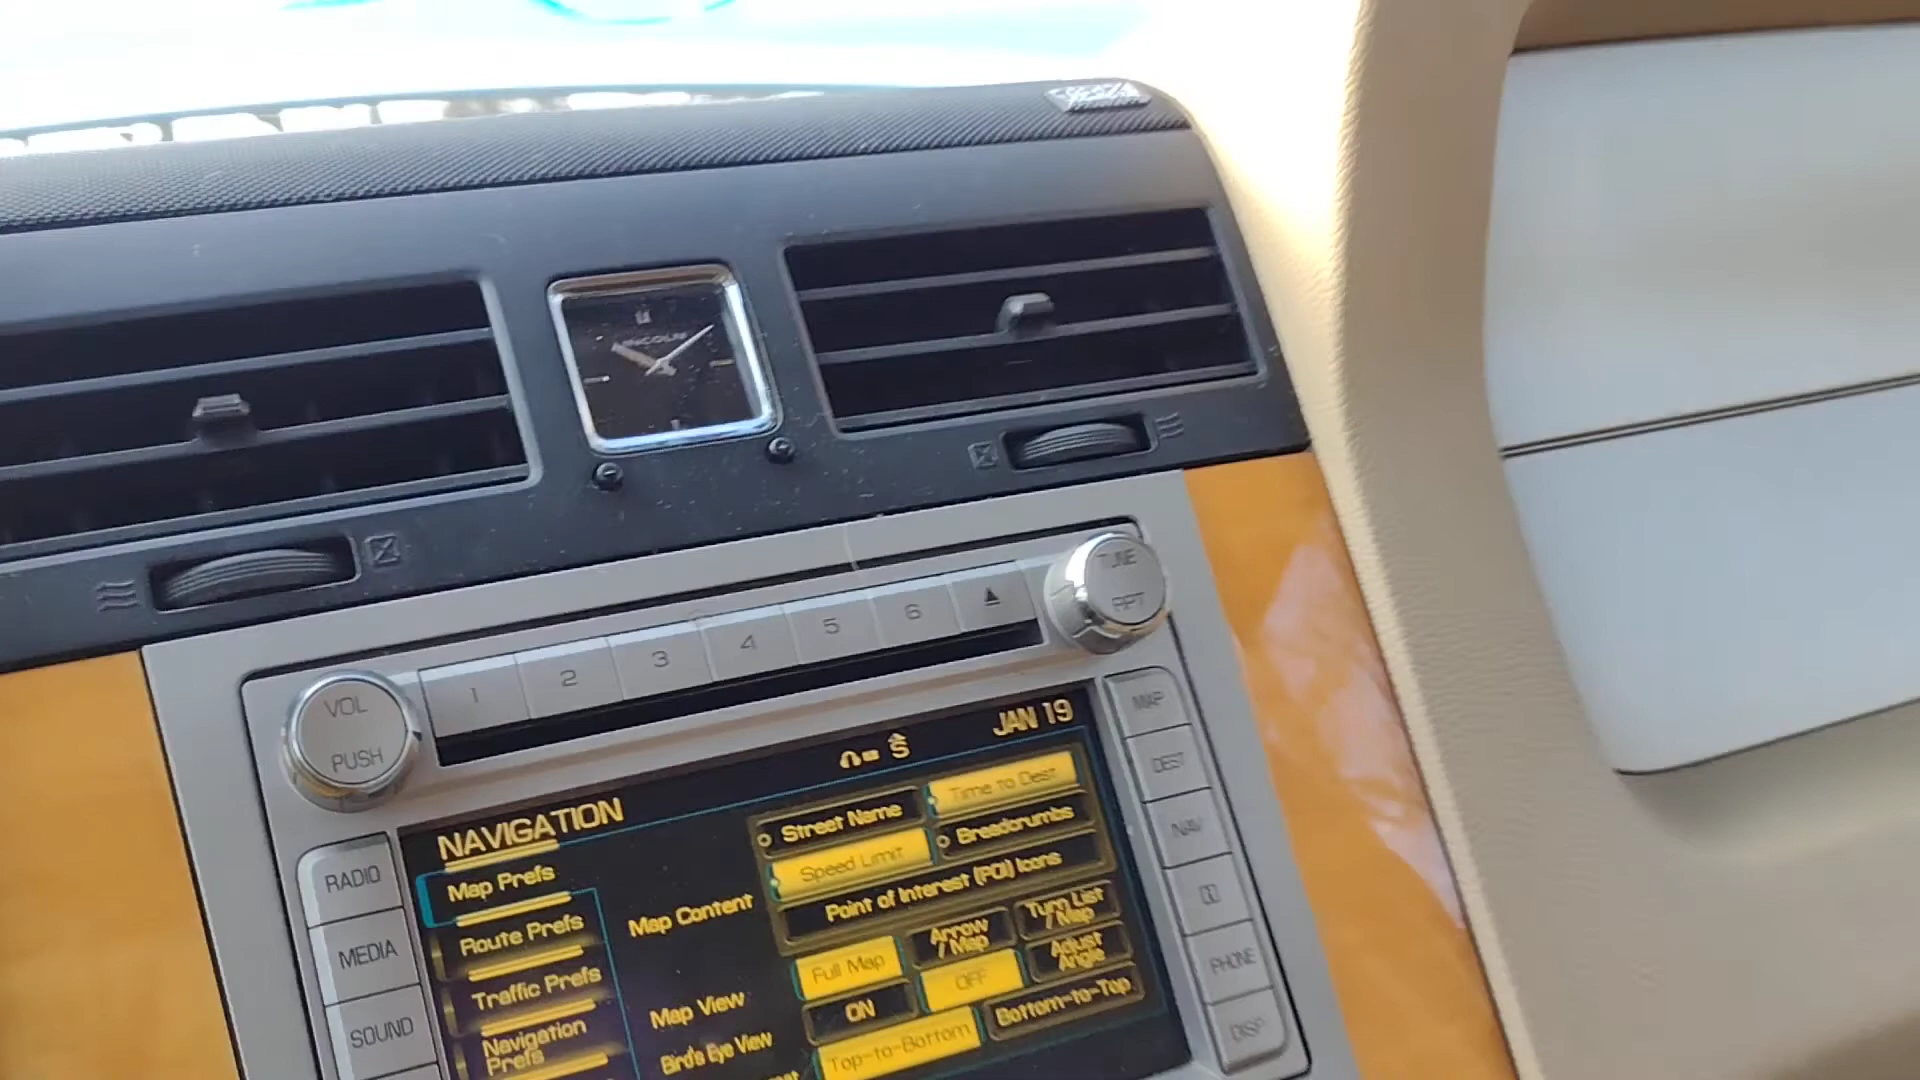 LINCOLN
TUNE
RPT
VOL
PUSH
1 2 3 4 5 6
JAN 19
NAVIGATION
Map Prefs
Route Prefs
Traffic Prefs
Navigation
Prefs
Map Content
Street Name
Time to Dest
Speed Limit
Breadcrumbs
Point of Interest (POI) Icons
Map View
Full Map
Arrow
/ Map
Turn List
/ Map
Bird's Eye View
ON
OFF
Adjust
Angle
Top-to-Bottom
Bottom-to-Top
RADIO
MEDIA
SOUND
MAP
DEST
NAV
PHONE
DISP